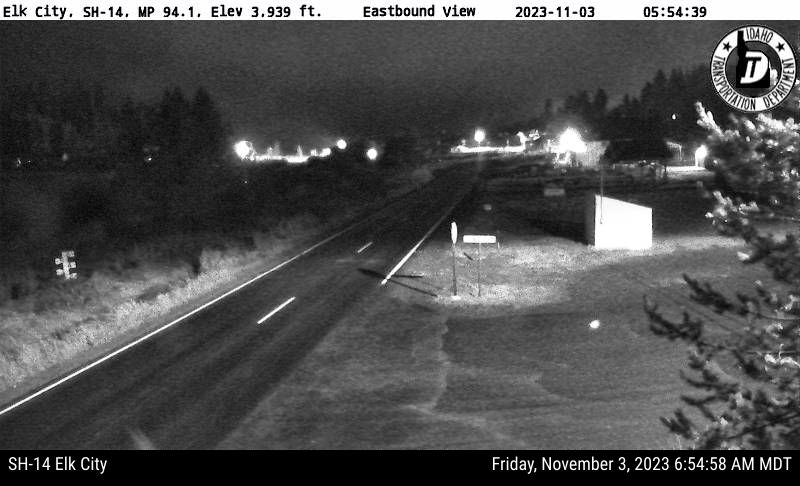 Elk City, SH-14, MP 94.1, Elev 3,939 ft. Eastbound View 2023-11-03 05:54:39
IDAHO
TRANSPORTATION DEPARTMENT
SH-14 Elk City Friday, November 3, 2023 6:54:58 AM MDT